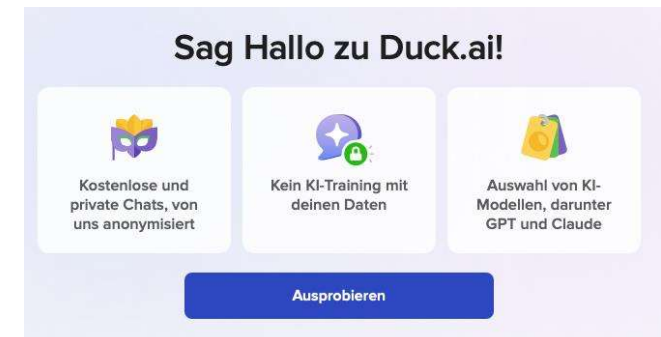 Sag Hallo zu Duck.ai!
Kostenlose und
private Chats, von
uns anonymisiert
Kein KI-Training mit
deinen Daten
Auswahl von KI-
Modellen, darunter
GPT und Claude
Ausprobieren